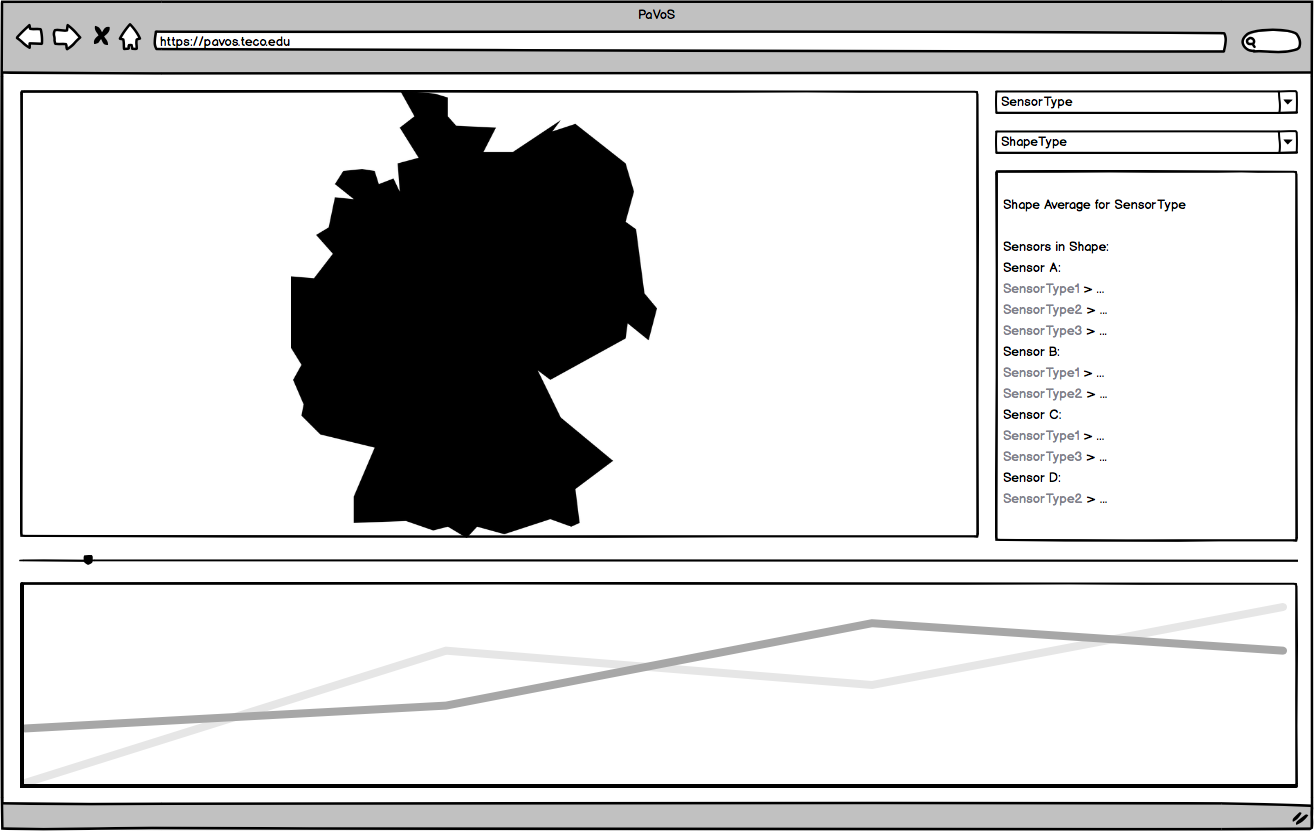 PaVoS
https://pavos.teco.edu
SensorType
ShapeType
Shape Average for SensorType
Sensors in Shape:
Sensor A:
SensorType1 > ...
SensorType2 > ...
SensorType3 > ...
Sensor B:
SensorType1 > ...
SensorType2 > ...
Sensor C:
SensorType1 > ...
SensorType3 > ...
Sensor D:
SensorType2 > ...